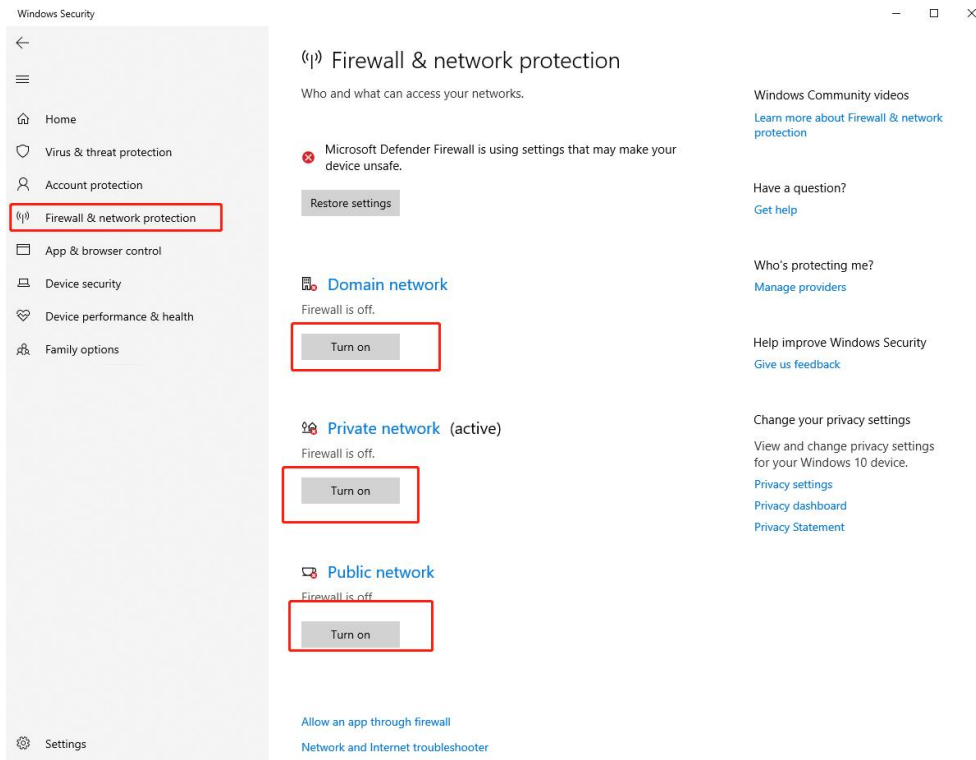 Windows Security
Home
Virus & threat protection
Account protection
Firewall & network protection
App & browser control
Device security
Device performance & health
Family options
Settings
Firewall & network protection
Who and what can access your networks.
Microsoft Defender Firewall is using settings that may make your
device unsafe.
Restore settings
Domain network
Firewall is off.
Turn on
Private network (active)
Firewall is off.
Turn on
Public network
Firewall is off
Turn on
Allow an app through firewall
Network and Internet troubleshooter
Windows Community videos
Learn more about Firewall & network
protection
Have a question?
Get help
Who's protecting me?
Manage providers
Help improve Windows Security
Give us feedback
Change your privacy settings
View and change privacy settings
for your Windows 10 device.
Privacy settings
Privacy dashboard
Privacy Statement